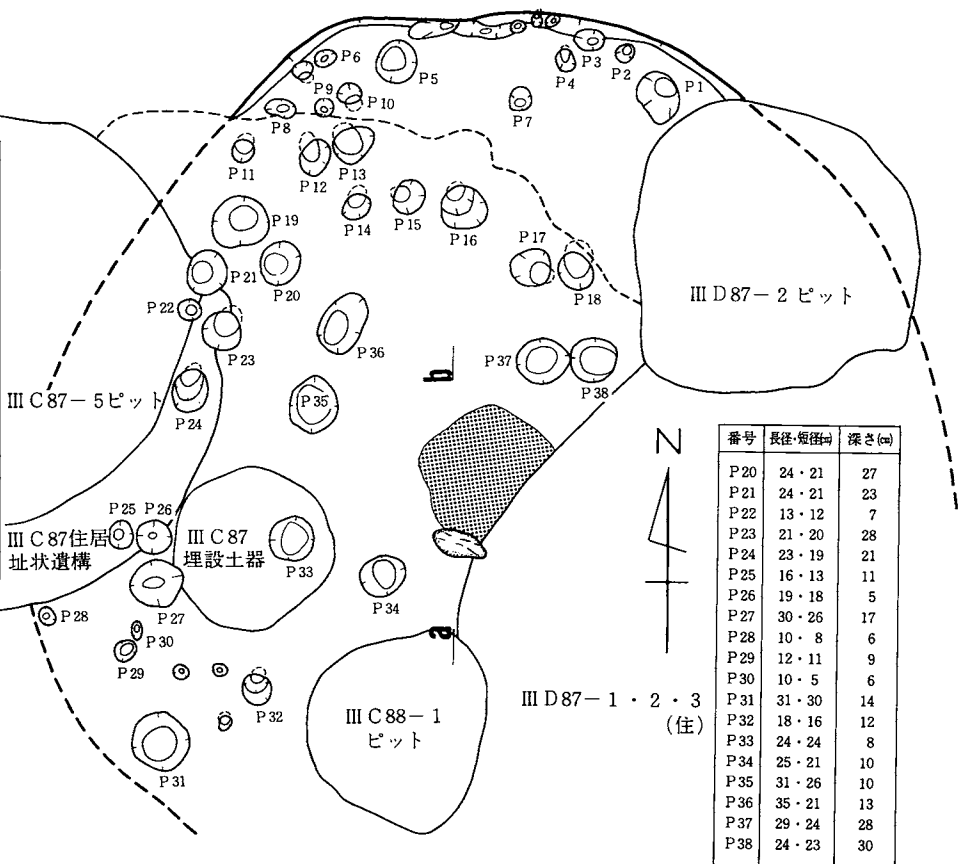 P6
P5
P3
P2
P4
P1
P9
P10
P7
P8
P11
P12
P13
P14
P15
P16
P17
P18
P19
P20
P21
P22
P23
P36
P24
P35
P37
P38
III D87-2 ピット
III C87-5ピット
b
N
P25
P26
III C87住居
址状遺構
III C87
埋設土器
P33
P34
P27
P28
P30
P29
a
P32
P31
III C88-1
ピット
III D87-1・2・3
(住)
番号 長径・短径(cm) 深さ(cm)
P20 24・21 27
P21 24・21 23
P22 13・12 7
P23 21・20 28
P24 23・19 21
P25 16・13 11
P26 19・18 5
P27 30・26 17
P28 10・8 6
P29 12・11 9
P30 10・5 6
P31 31・30 14
P32 18・16 12
P33 24・24 8
P34 25・21 10
P35 31・26 10
P36 35・21 13
P37 29・24 28
P38 24・23 30